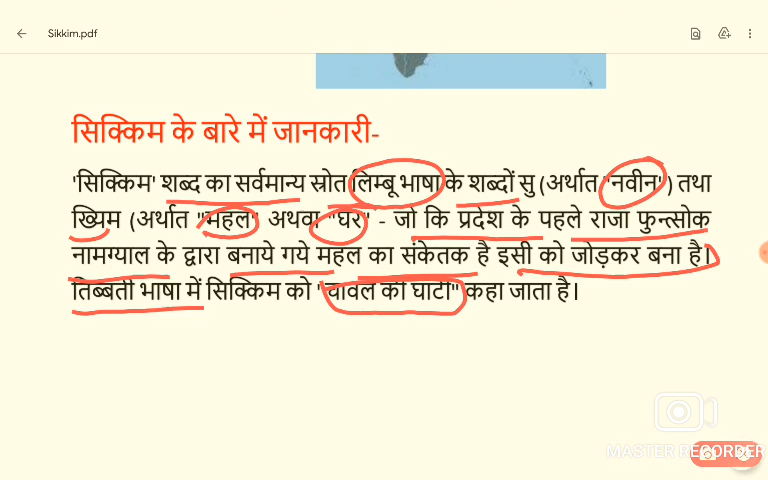 Sikkim.pdf
सिक्किम के बारे में जानकारी-
'सिक्किम' शब्द का सर्वमान्य स्रोत लिम्बू भाषा के शब्दों सु (अर्थात "नवीन") तथा
ख्यिम (अर्थात "महल" अथवा "घर" - जो कि प्रदेश के पहले राजा फुन्त्सोक
नामग्याल के द्वारा बनाये गये महल का संकेतक है इसी को जोड़कर बना है।
तिब्बती भाषा में सिक्किम को "चावल की घाटी" कहा जाता है।
MASTER RECORDER